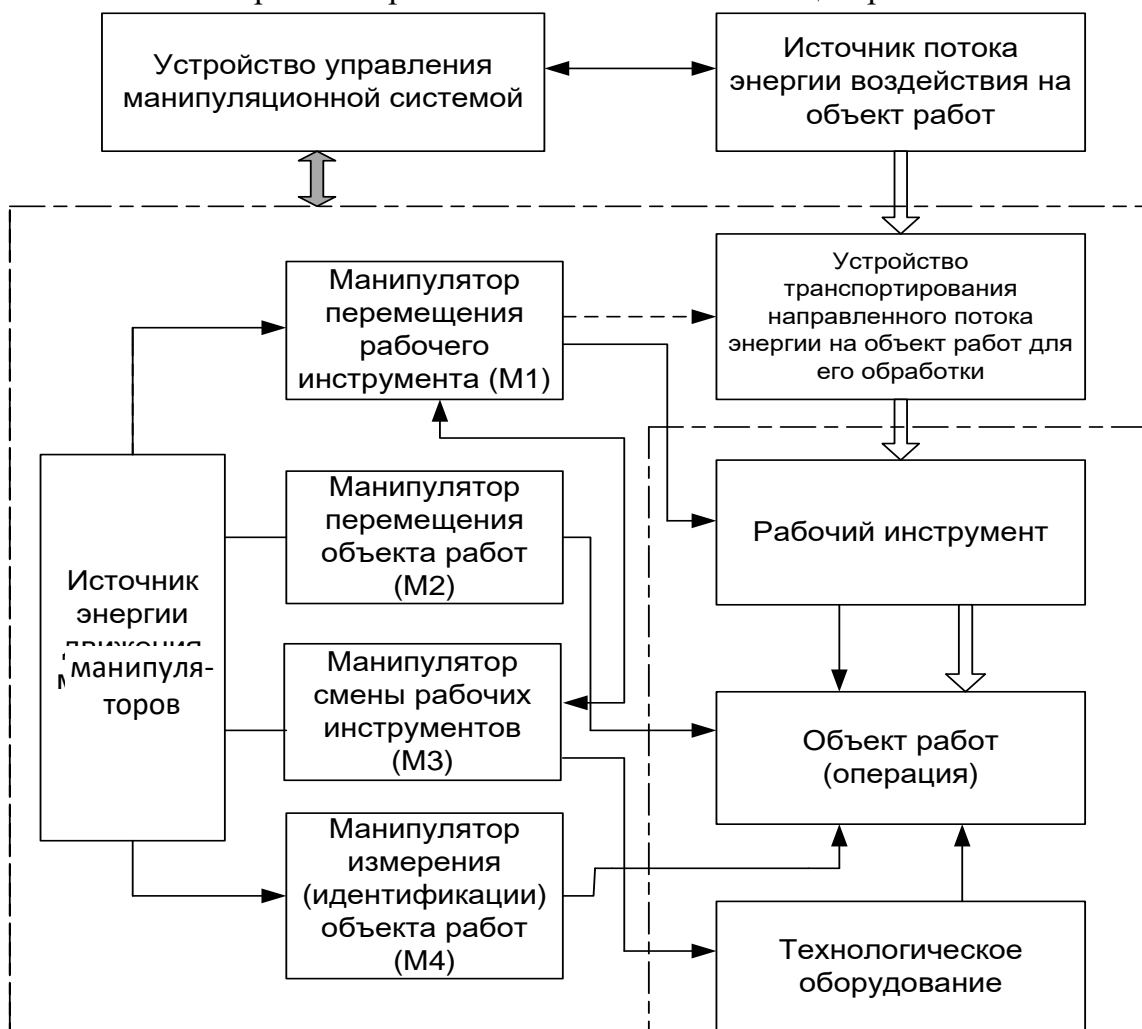 Устройство управления
манипуляционной системой
Источник потока
энергии воздействия на
объект работ
Манипулятор
перемещения
рабочего
инструмента (М1)
Устройство
транспортирования
направленного потока
энергии на объект работ для
его обработки
Манипулятор
перемещения
объекта работ
(М2)
Рабочий инструмент
Источник
энергии
движения
манипуля-
торов
Манипулятор
смены рабочих
инструментов
(М3)
Объект работ
(операция)
Манипулятор
измерения
(идентификации)
объекта работ
(М4)
Технологическое
оборудование